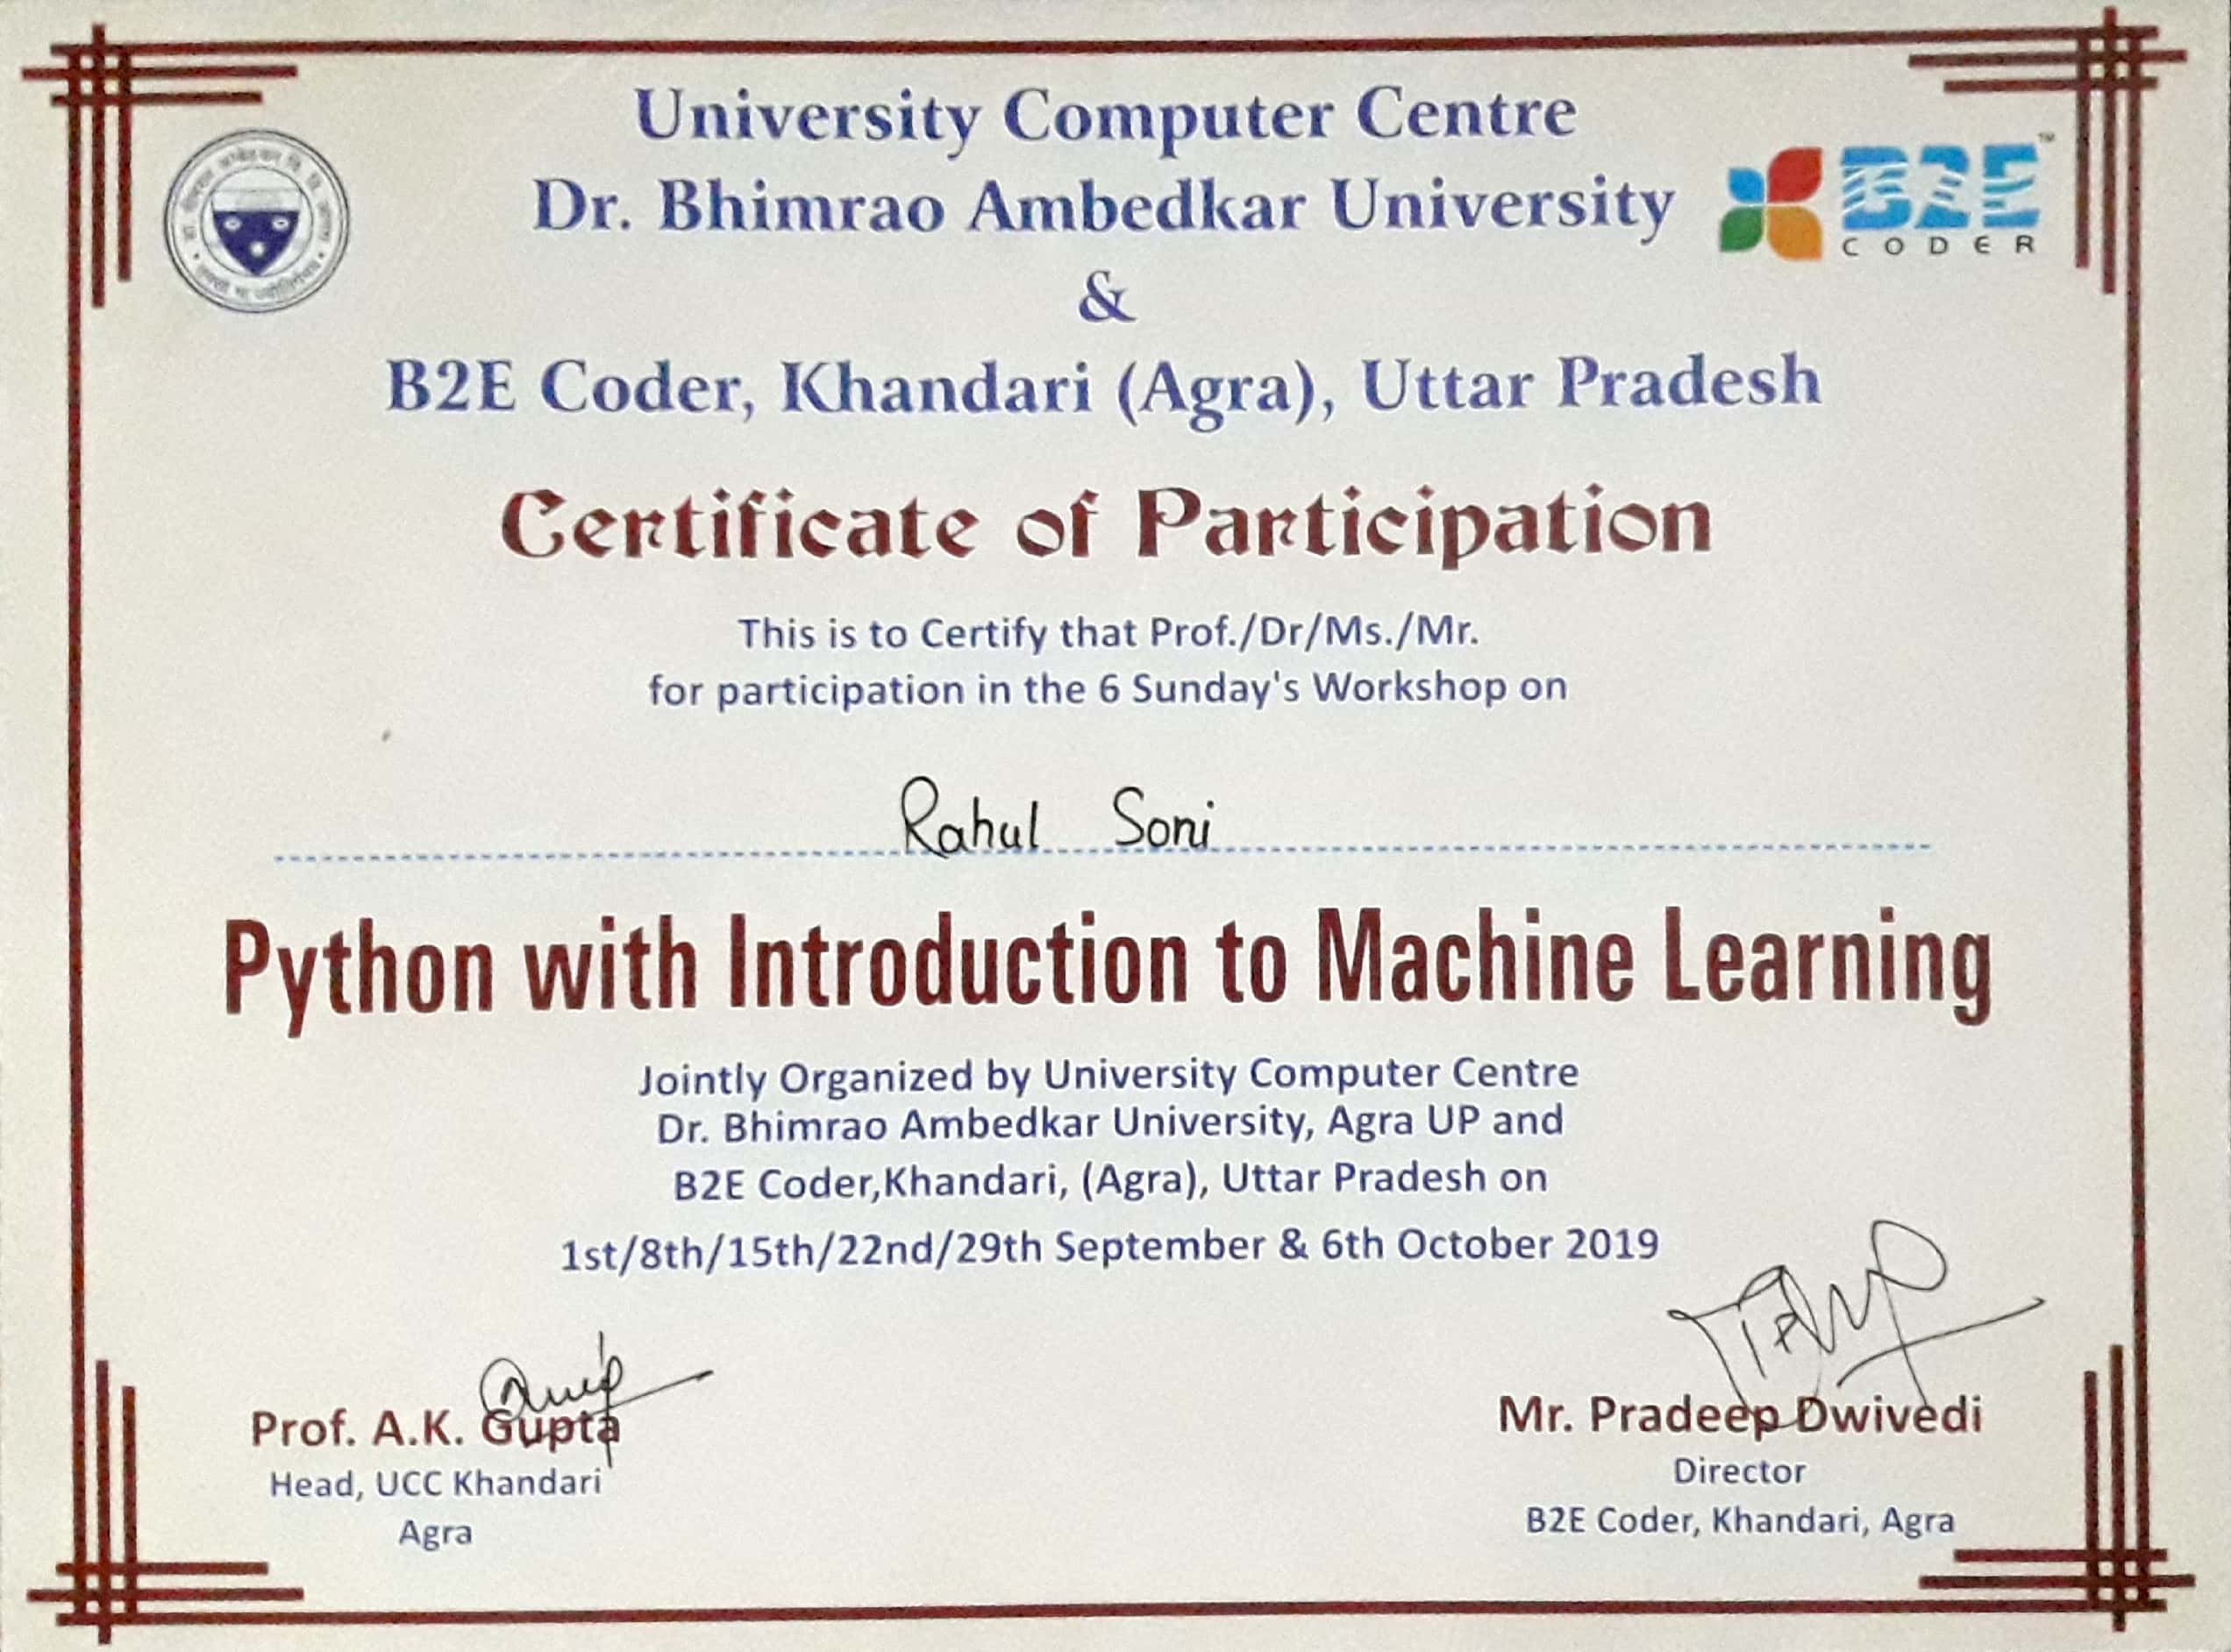 University Computer Centre
Dr. Bhimrao Ambedkar University
B2E™
CODER
&
B2E Coder, Khandari (Agra), Uttar Pradesh
Certificate of Participation
This is to Certify that Prof./Dr/Ms./Mr.
for participation in the 6 Sunday's Workshop on
Rahul Soni
Python with Introduction to Machine Learning
Jointly Organized by University Computer Centre
Dr. Bhimrao Ambedkar University, Agra UP and
B2E Coder,Khandari, (Agra), Uttar Pradesh on
1st/8th/15th/22nd/29th September & 6th October 2019
Prof. A.K. Gupta
Head, UCC Khandari
Agra
Mr. Pradeep Dwivedi
Director
B2E Coder, Khandari, Agra